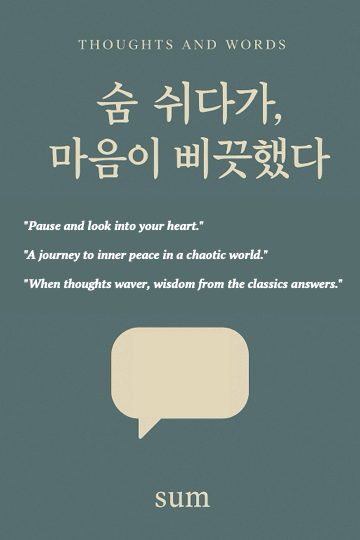 THOUGHTS AND WORDS
숨 쉬다가,
마음이 삐끗했다
"Pause and look into your heart."
"A journey to inner peace in a chaotic world."
"When thoughts waver, wisdom from the classics answers."
sum